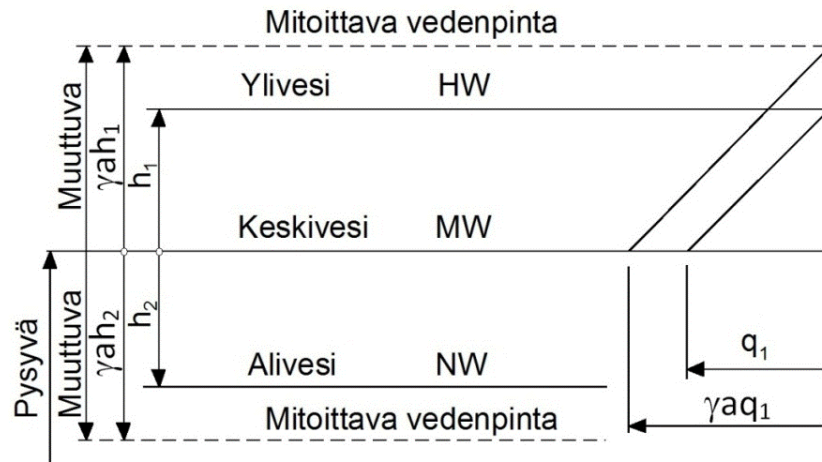 Mitoittava vedenpinta
Ylivesi HW
Muuttuva
γah₁
h₁
Keskivesi MW
Pysyvä
Muuttuva
γah₂
h₂
q₁
Alivesi NW
γaq₁
Mitoittava vedenpinta